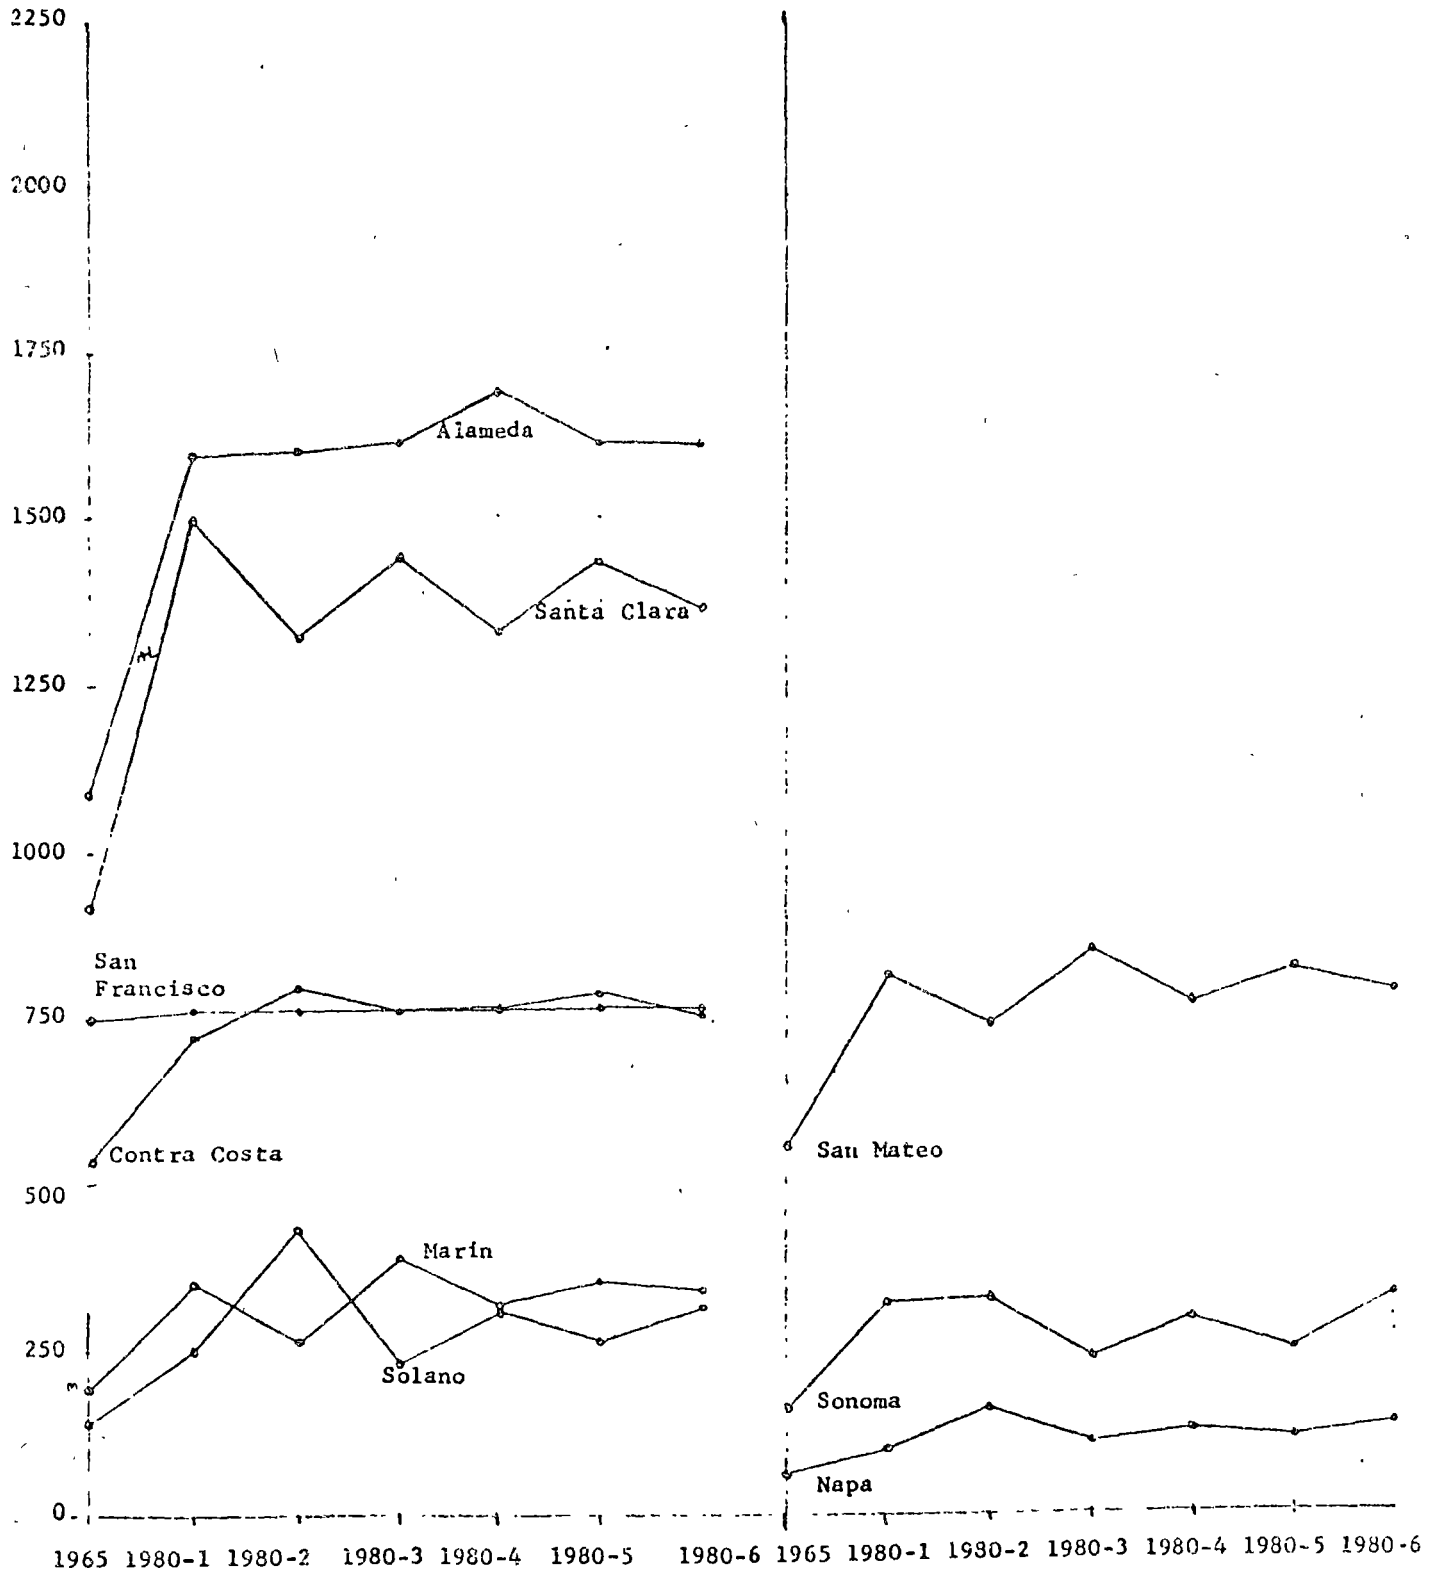 2250
2000
1750
Alameda
1500
Santa Clara
1250
1000
San
Francisco
750
Contra Costa
San Mateo
500
Marin
250
Solano
Sonoma
Napa
0
1965 1980-1 1980-2 1980-3 1980-4 1980-5 1980-6 1965 1980-1 1980-2 1980-3 1980-4 1980-5 1980-6